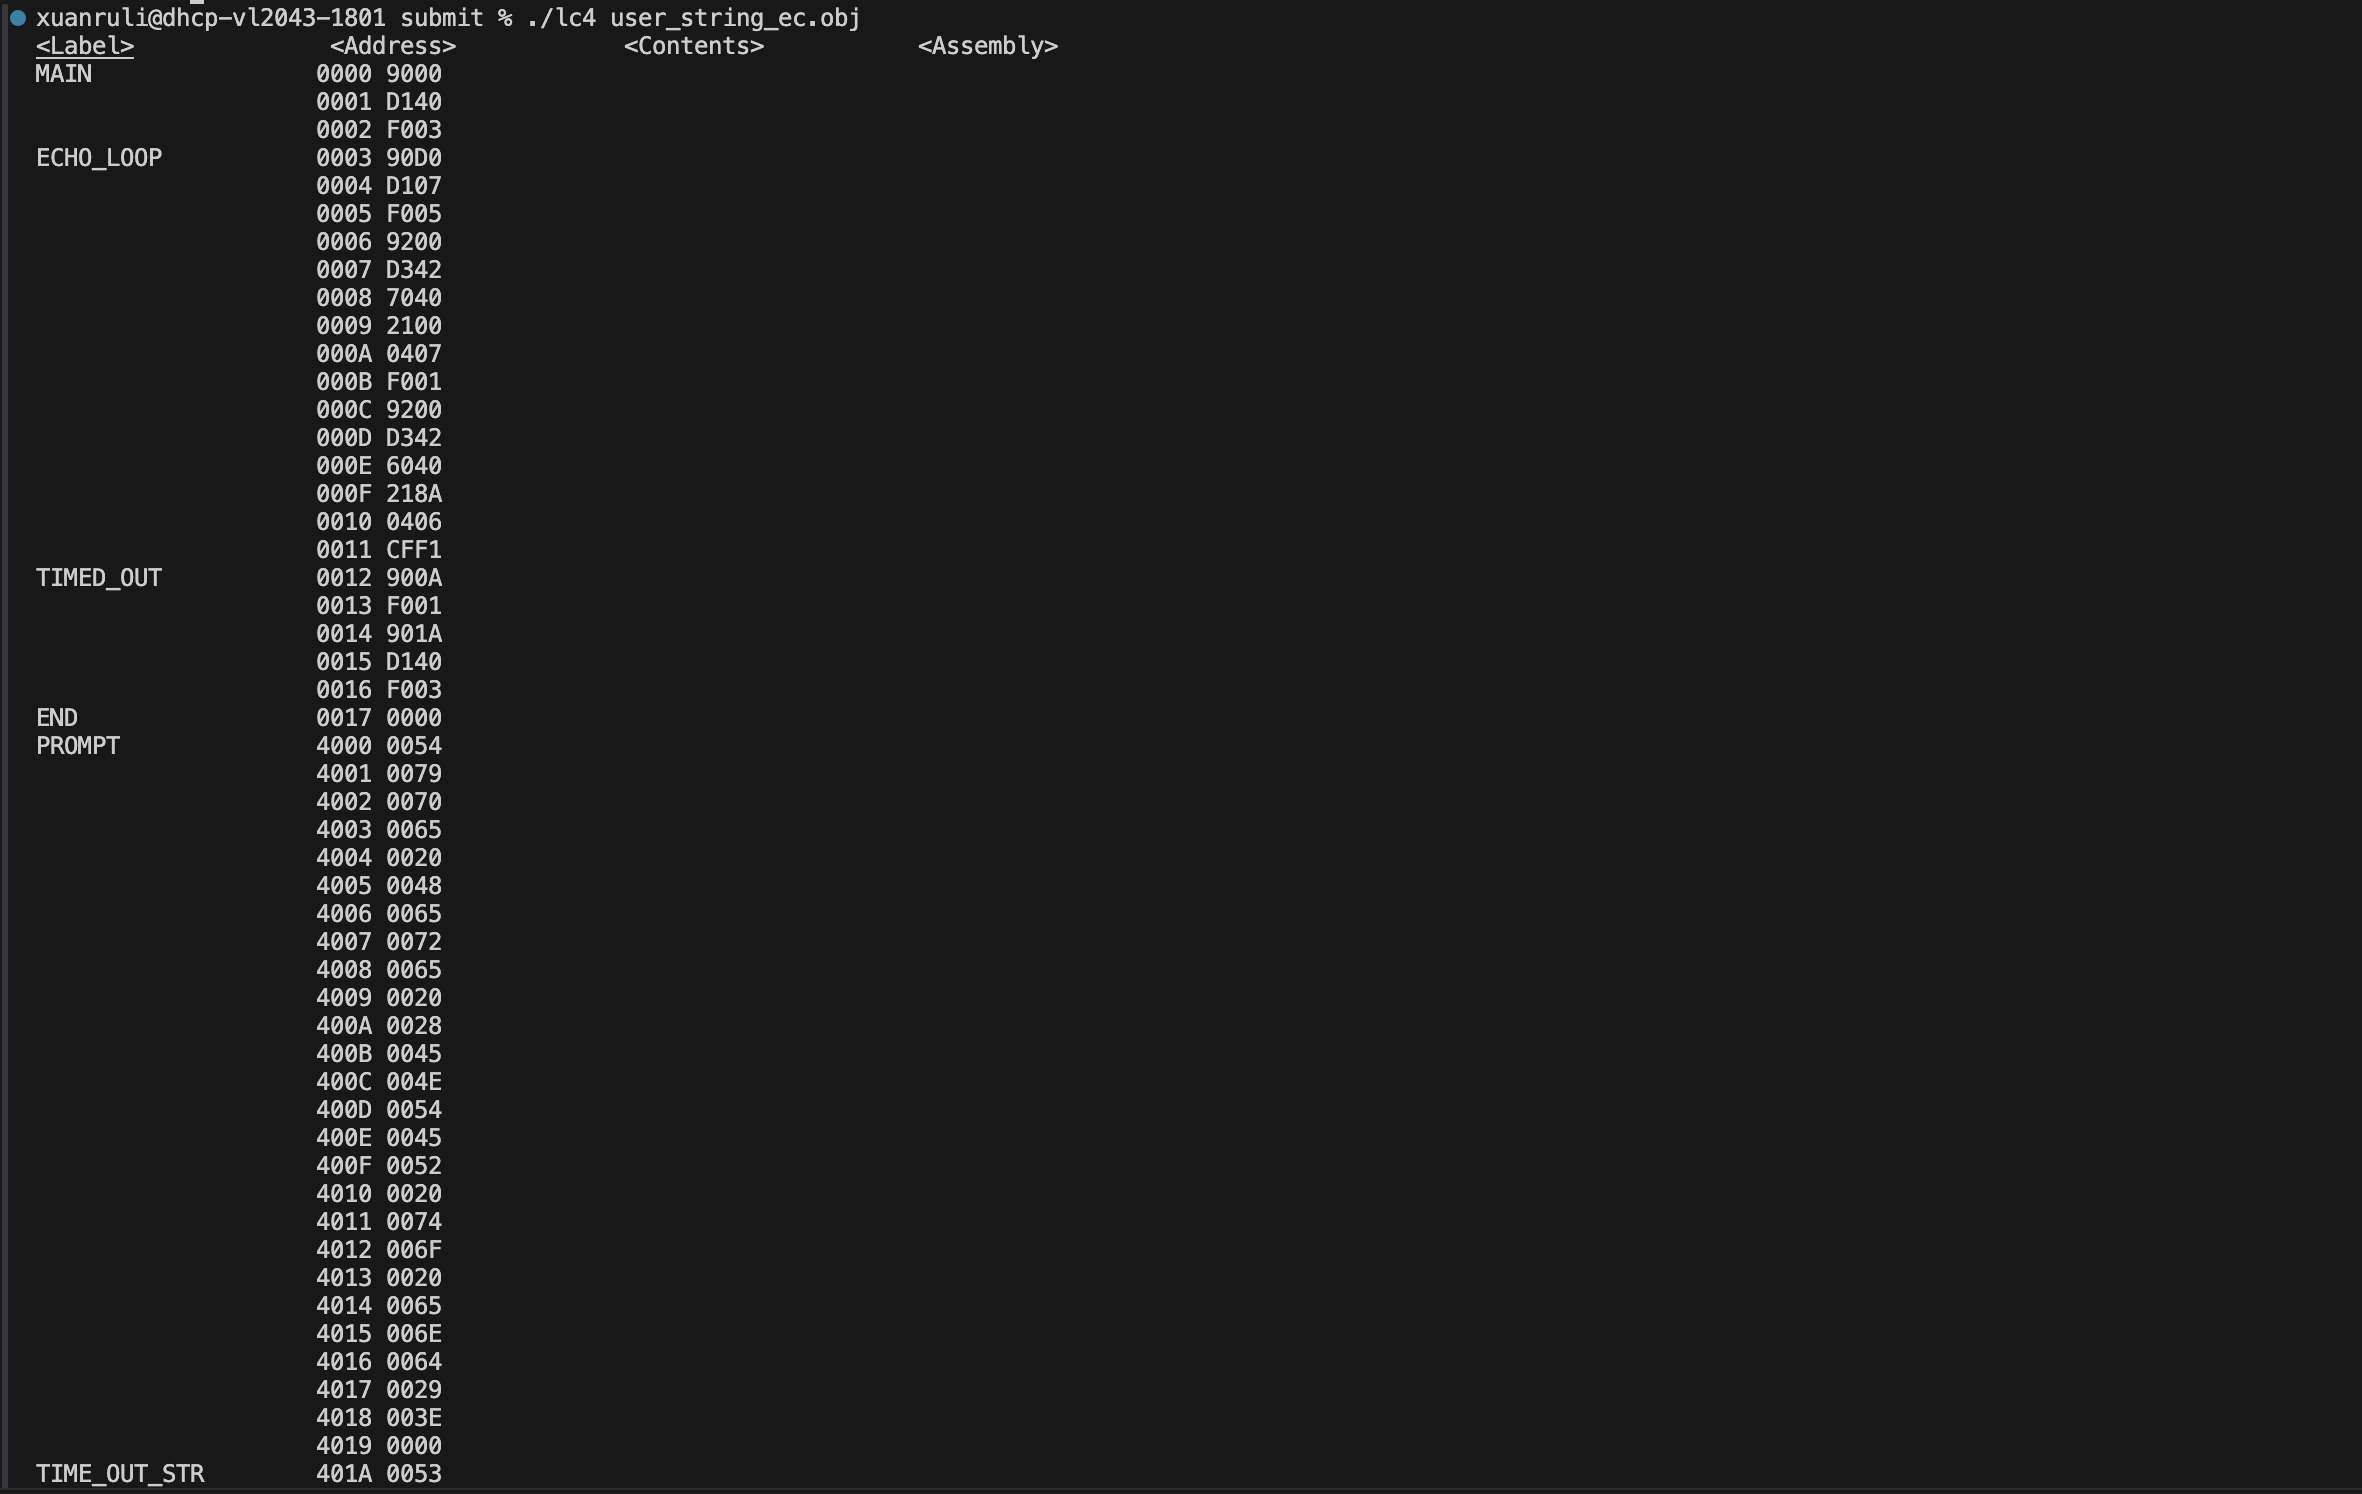 xuanruli@dhcp-vl2043-1801 submit % ./lc4 user_string_ec.obj
<Label> <Address> <Contents> <Assembly>
MAIN 0000 9000
0001 D140
0002 F003
ECHO_LOOP 0003 90D0
0004 D107
0005 F005
0006 9200
0007 D342
0008 7040
0009 2100
000A 0407
000B F001
000C 9200
000D D342
000E 6040
000F 218A
0010 0406
0011 CFF1
TIMED_OUT 0012 900A
0013 F001
0014 901A
0015 D140
0016 F003
END 0017 0000
PROMPT 4000 0054
4001 0079
4002 0070
4003 0065
4004 0020
4005 0048
4006 0065
4007 0072
4008 0065
4009 0020
400A 0028
400B 0045
400C 004E
400D 0054
400E 0045
400F 0052
4010 0020
4011 0074
4012 006F
4013 0020
4014 0065
4015 006E
4016 0064
4017 0029
4018 003E
4019 0000
TIME_OUT_STR 401A 0053